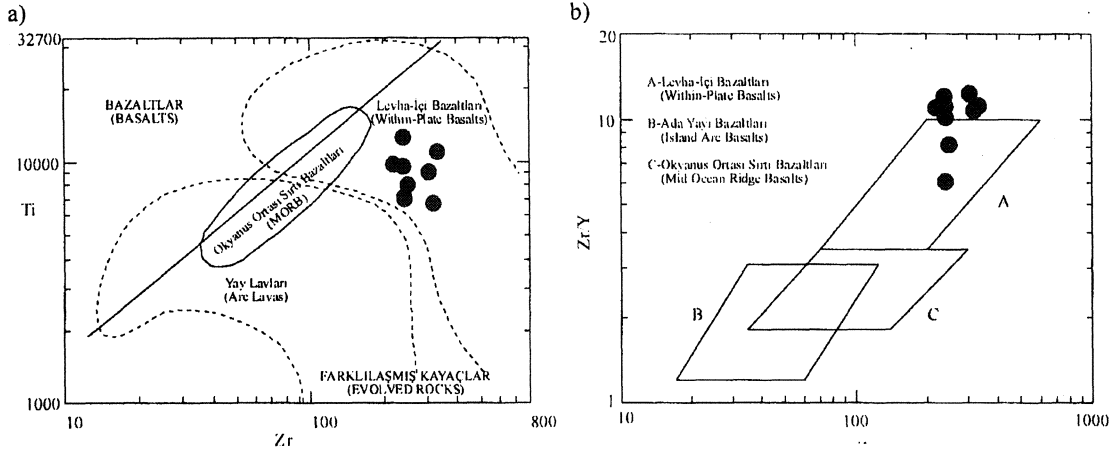 a)
32700
Ti
10000
1000
BAZALTLAR
(BASALTS)
Levha-İçi Bazaltları
(Within-Plate Basalts)
Okyanus Ortası Sırtı Bazaltları
(MORB)
Yay Lavları
(Arc Lavas)
FARKLILAŞMIŞ KAYAÇLAR
(EVOLVED ROCKS)
10
100
800
Zr
b)
20
10
1
Zr/Y
A-Levha-İçi Bazaltları
(Within-Plate Basalts)
B-Ada Yayi Bazaltları
(Island Arc Basalts)
C-Okyanus Ortası Sırtı Bazaltları
(Mid Ocean Ridge Basalts)
A
B
C
10
100
1000